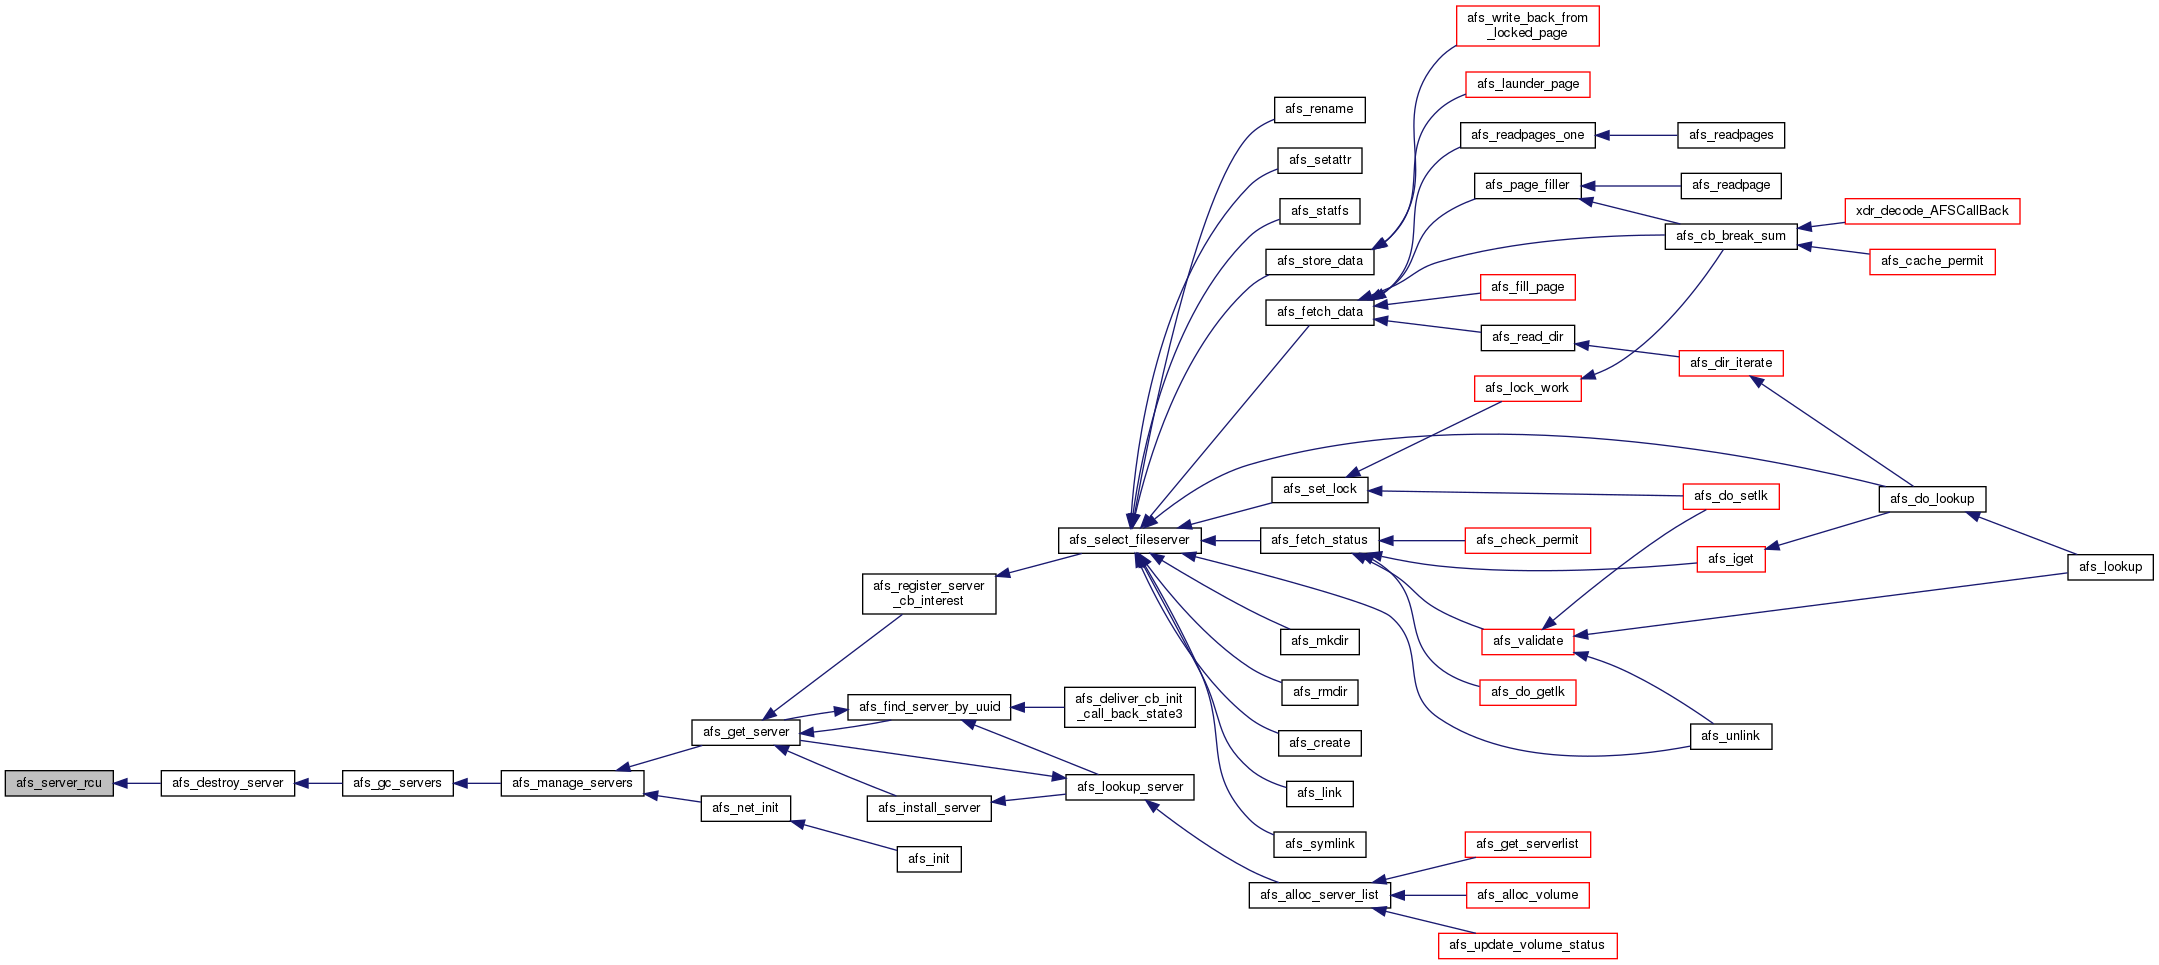 afs_write_back_from
_locked_page
afs_launder_page
afs_rename
afs_readpages_one
afs_readpages
afs_setattr
afs_page_filler
afs_readpage
afs_statfs
xdr_decode_AFSCallBack
afs_cb_break_sum
afs_store_data
afs_cache_permit
afs_fill_page
afs_fetch_data
afs_read_dir
afs_dir_iterate
afs_lock_work
afs_set_lock
afs_do_setlk
afs_do_lookup
afs_select_fileserver
afs_fetch_status
afs_check_permit
afs_iget
afs_lookup
afs_register_server
_cb_interest
afs_mkdir
afs_validate
afs_rmdir
afs_do_getlk
afs_find_server_by_uuid
afs_deliver_cb_init
_call_back_state3
afs_get_server
afs_create
afs_unlink
afs_server_rcu
afs_destroy_server
afs_gc_servers
afs_manage_servers
afs_lookup_server
afs_link
afs_net_init
afs_install_server
afs_symlink
afs_get_serverlist
afs_init
afs_alloc_server_list
afs_alloc_volume
afs_update_volume_status